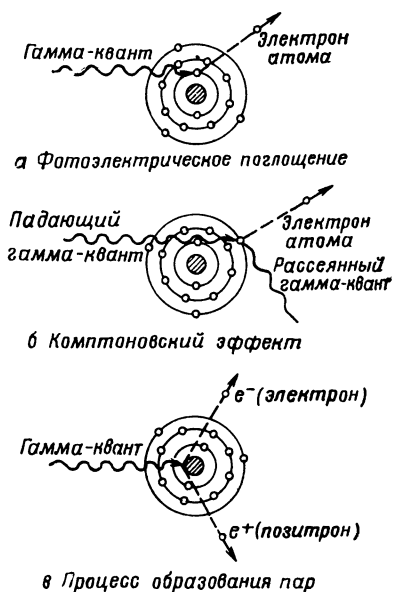 Гамма-квант
Электрон
атома
а Фотоэлектрическое поглощение
Падающий
гамма-квант
Электрон
атома
Рассеянный
гамма-квант
б Комптоновский эффект
e⁻(электрон)
Гамма-квант
e⁺(позитрон)
в Процесс образования пар